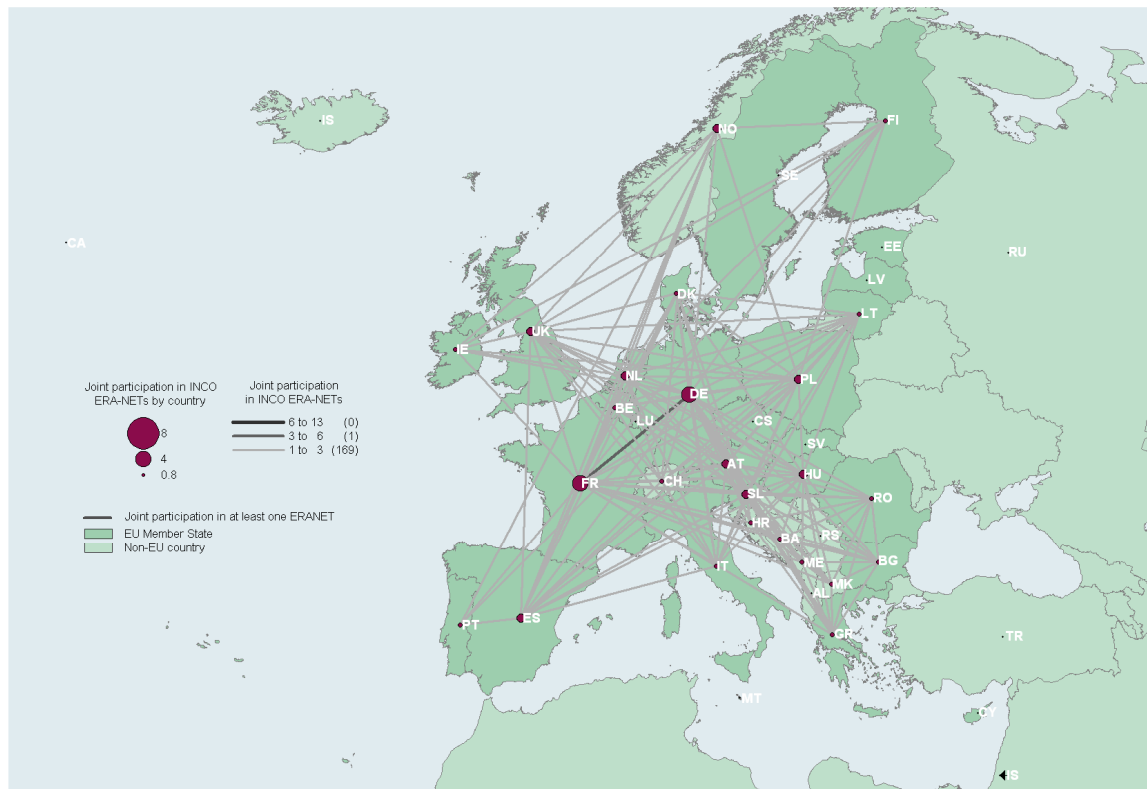 IS
NO
FI
SE
CA
EE
RU
LV
DK
LT
UK
IE
NL
PL
DE
BE
LU
CS
SV
AT
HU
FR
CH
SL
RO
HR
BA
RS
IT
ME
BG
MK
AL
ES
PT
GR
TR
MT
CY
IS
Joint participation in INCO
ERA-NETs by country
8
4
0.8
Joint participation
in INCO ERA-NETs
6 to 13 (0)
3 to 6 (1)
1 to 3 (169)
Joint participation in at least one ERANET
EU Member State
Non-EU country